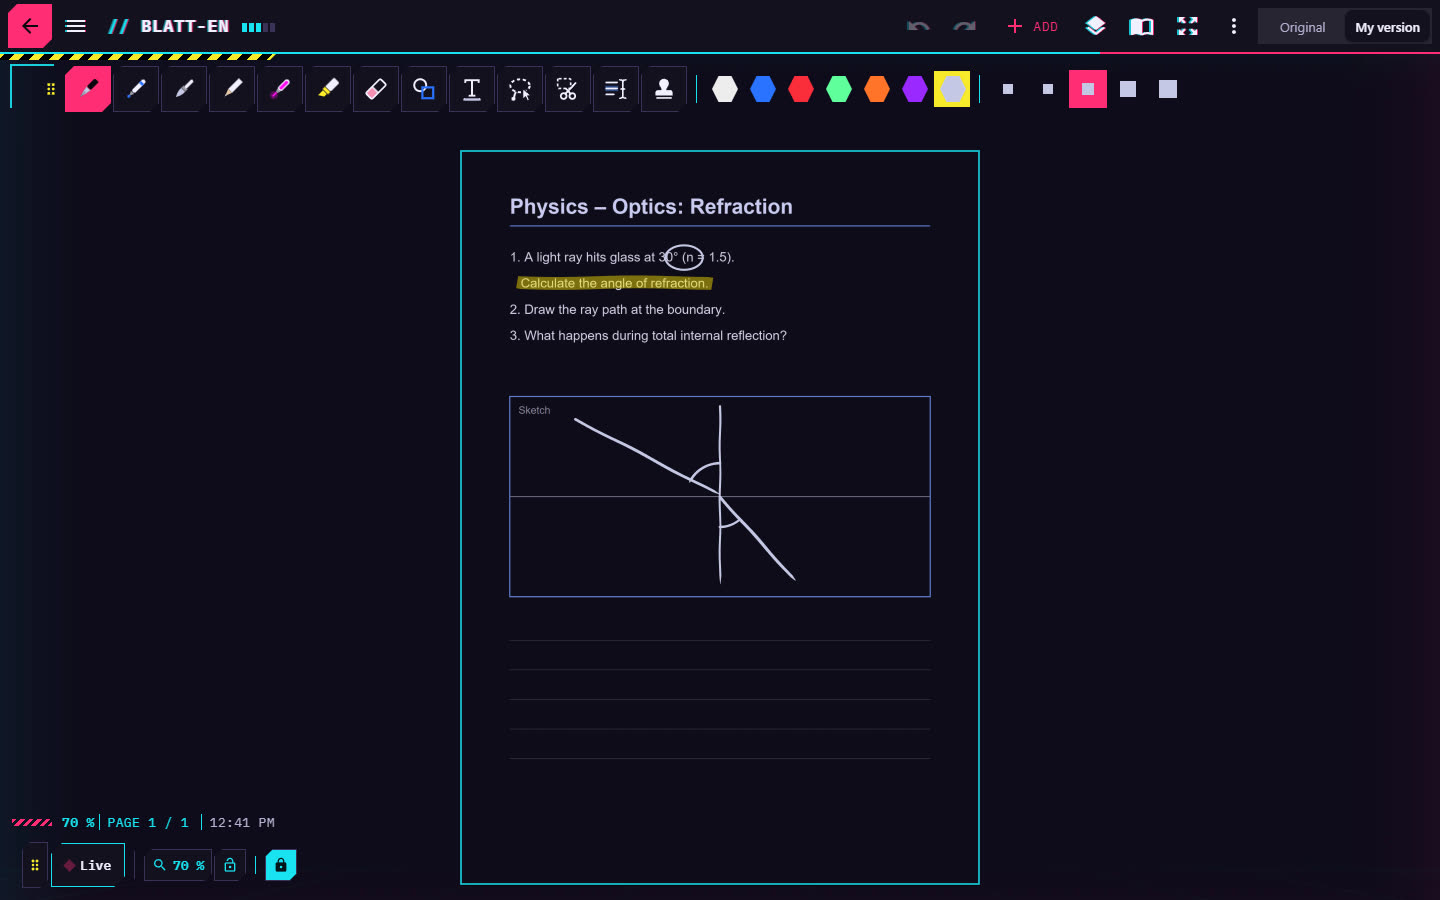 // BLATT-EN
ADD
Original
My version
Physics – Optics: Refraction
1. A light ray hits glass at 30° (n = 1.5).
Calculate the angle of refraction.
2. Draw the ray path at the boundary.
3. What happens during total internal reflection?
Sketch
70 % PAGE 1 / 1 12:41 PM
Live
70 %